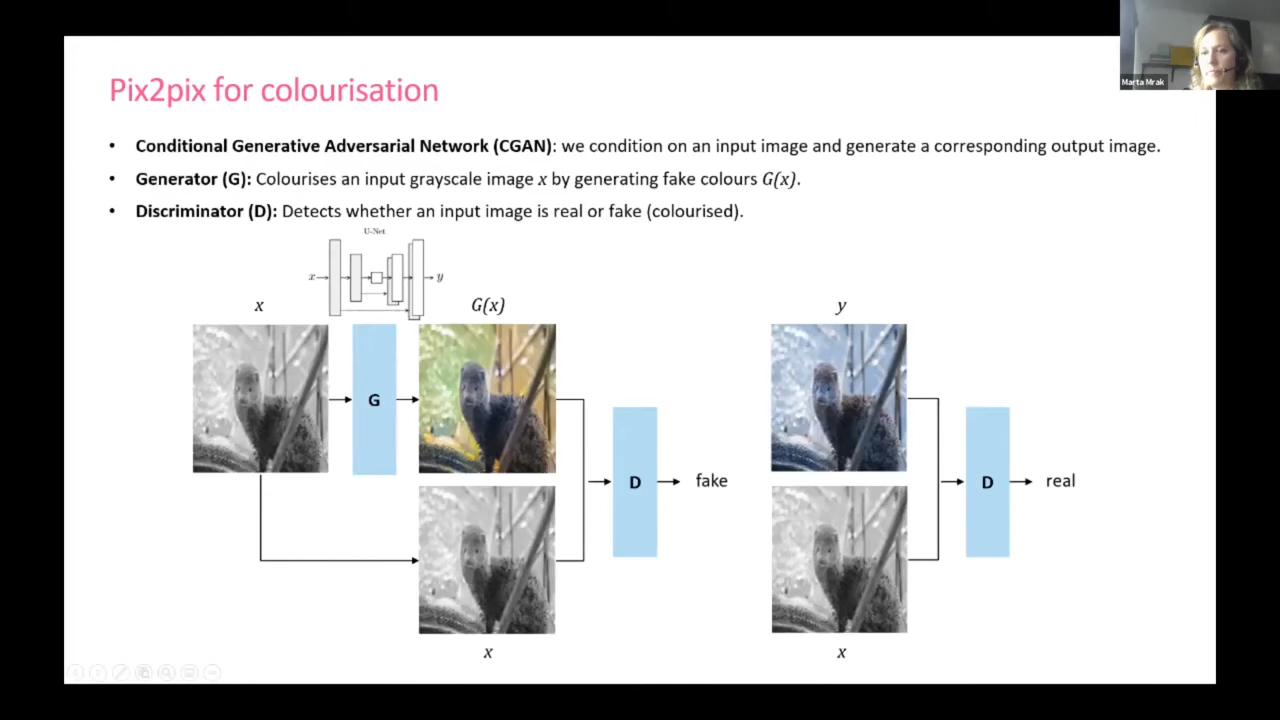 Marta Mrak
Pix2pix for colourisation
• Conditional Generative Adversarial Network (CGAN): we condition on an input image and generate a corresponding output image.
• Generator (G): Colourises an input grayscale image x by generating fake colours G(x).
• Discriminator (D): Detects whether an input image is real or fake (colourised).
U-Net
x y
x G(x) y
G
D fake D real
x x